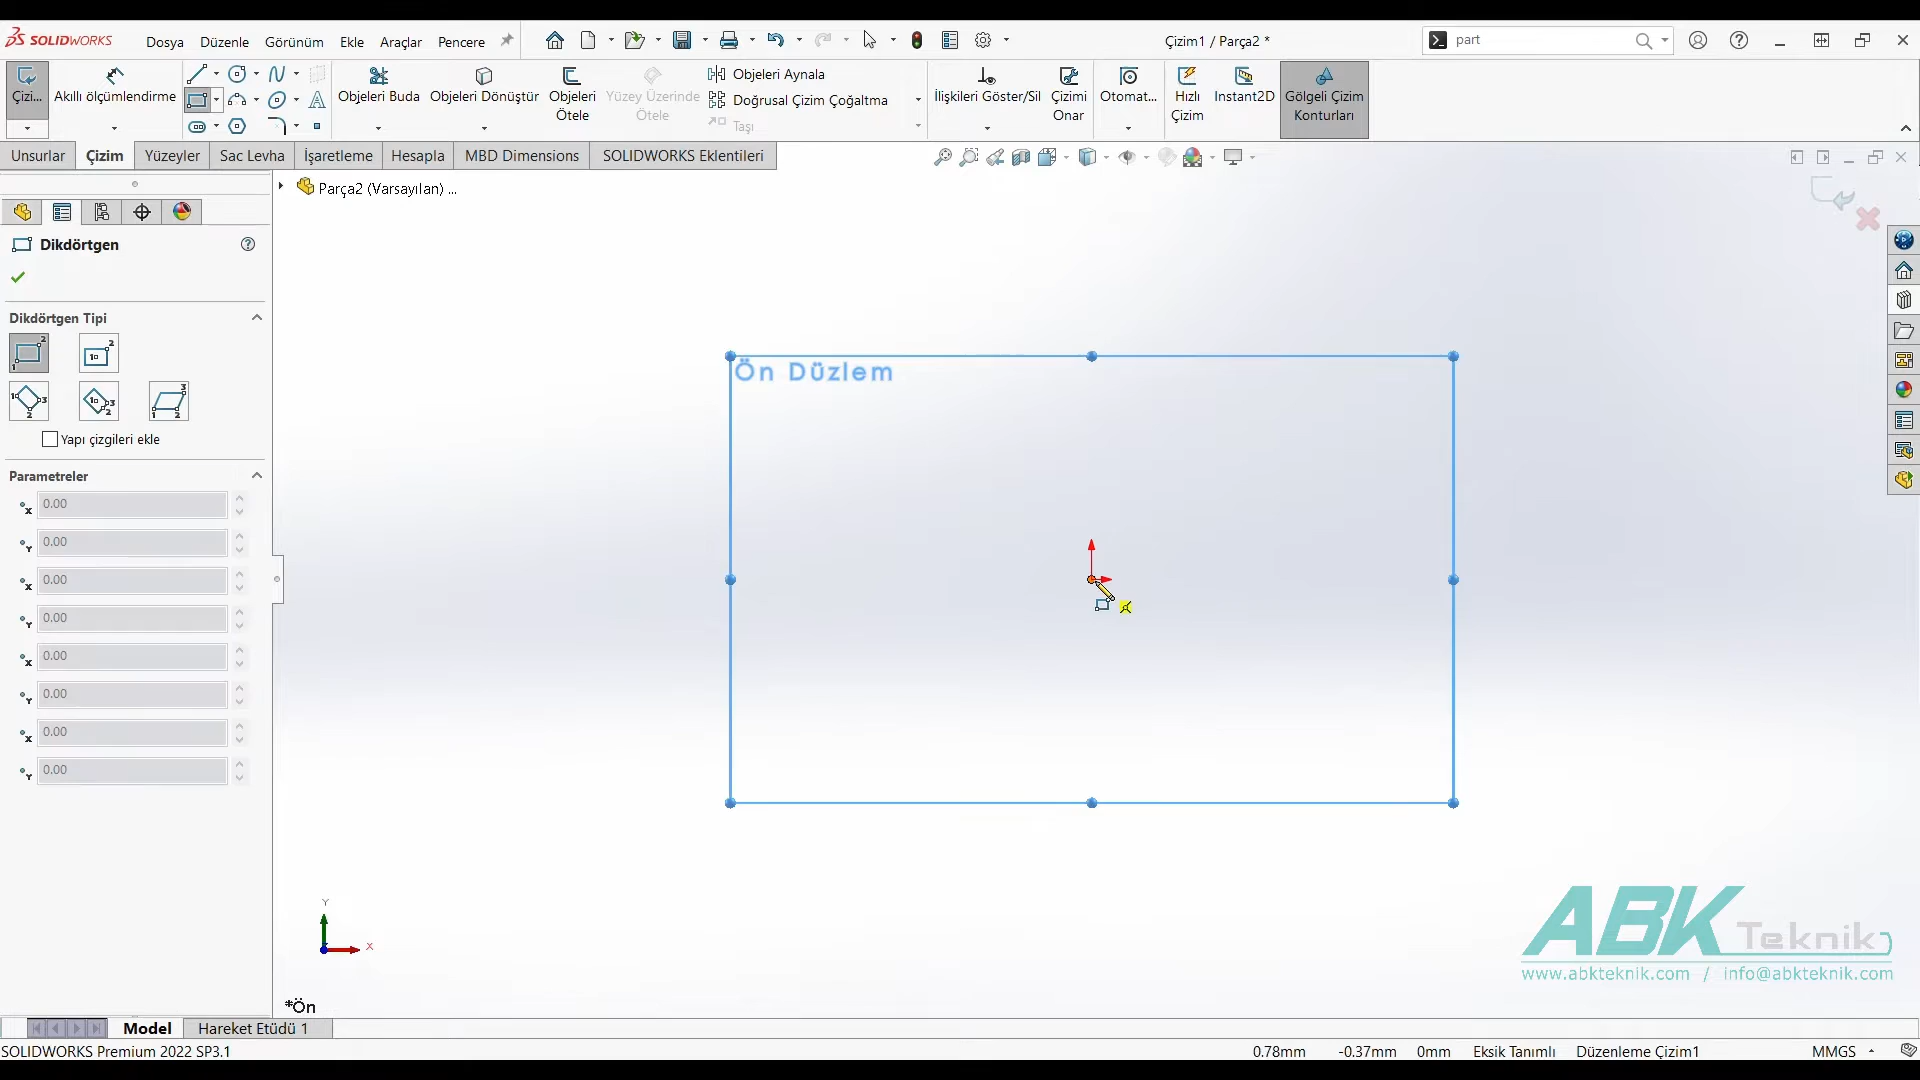 SOLIDWORKS
Dosya Düzenle Görünüm Ekle Araçlar Pencere
Çizim1 / Parça2 *
part
Çizi...
Akıllı ölçümlendirme
Objeleri Buda
Objeleri Dönüştür
Objeleri Ötele
Yüzey Üzerinde Ötele
Objeleri Aynala
Doğrusal Çizim Çoğaltma
Taşı
İlişkileri Göster/Sil
Çizimi Onar
Otomat...
Hızlı Çizim
Instant2D
Gölgeli Çizim Konturları
Unsurlar Çizim Yüzeyler Sac Levha İşaretleme Hesapla MBD Dimensions SOLIDWORKS Eklentileri
Parça2 (Varsayılan) ...
Dikdörtgen
Dikdörtgen Tipi
Yapı çizgileri ekle
Parametreler
x 0.00
Y 0.00
x 0.00
Y 0.00
x 0.00
Y 0.00
x 0.00
Y 0.00
Ön Düzlem
Y
X
*Ön
ABK Teknik
www.abkteknik.com / info@abkteknik.com
Model Hareket Etüdü 1
SOLIDWORKS Premium 2022 SP3.1
0.78mm -0.37mm 0mm Eksik Tanımlı Düzenleme Çizim1 MMGS